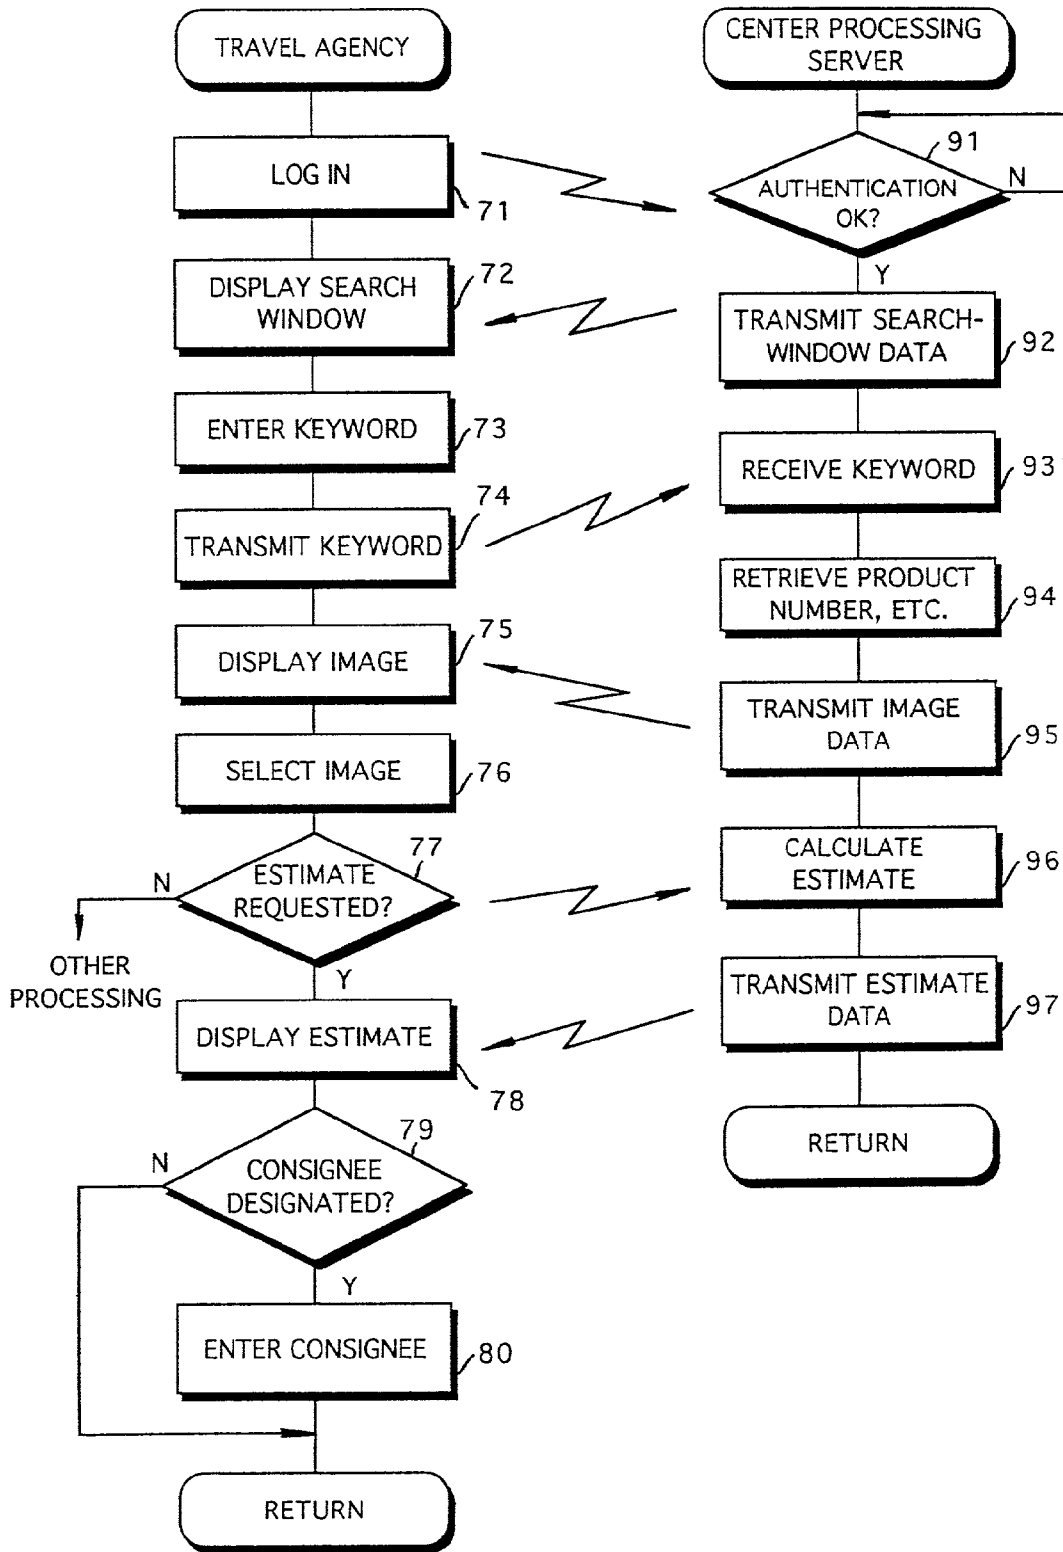 TRAVEL AGENCY
LOG IN
71
DISPLAY SEARCH
WINDOW
72
ENTER KEYWORD
73
TRANSMIT KEYWORD
74
DISPLAY IMAGE
75
SELECT IMAGE
76
ESTIMATE
REQUESTED?
77
N
OTHER
PROCESSING
Y
DISPLAY ESTIMATE
78
CONSIGNEE
DESIGNATED?
79
N
Y
ENTER CONSIGNEE
80
RETURN
CENTER PROCESSING
SERVER
AUTHENTICATION
OK?
91
N
Y
TRANSMIT SEARCH-
WINDOW DATA
92
RECEIVE KEYWORD
93
RETRIEVE PRODUCT
NUMBER, ETC.
94
TRANSMIT IMAGE
DATA
95
CALCULATE
ESTIMATE
96
TRANSMIT ESTIMATE
DATA
97
RETURN